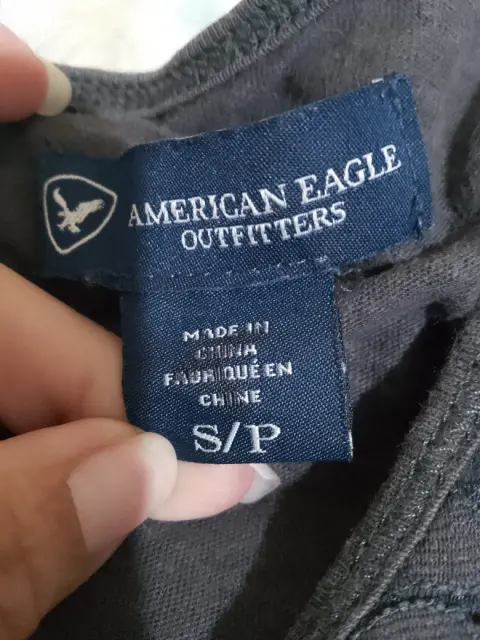 AMERICAN EAGLE
OUTFITTERS
MADE IN
CHINA
FABRIQUÉ EN
CHINE
S/P